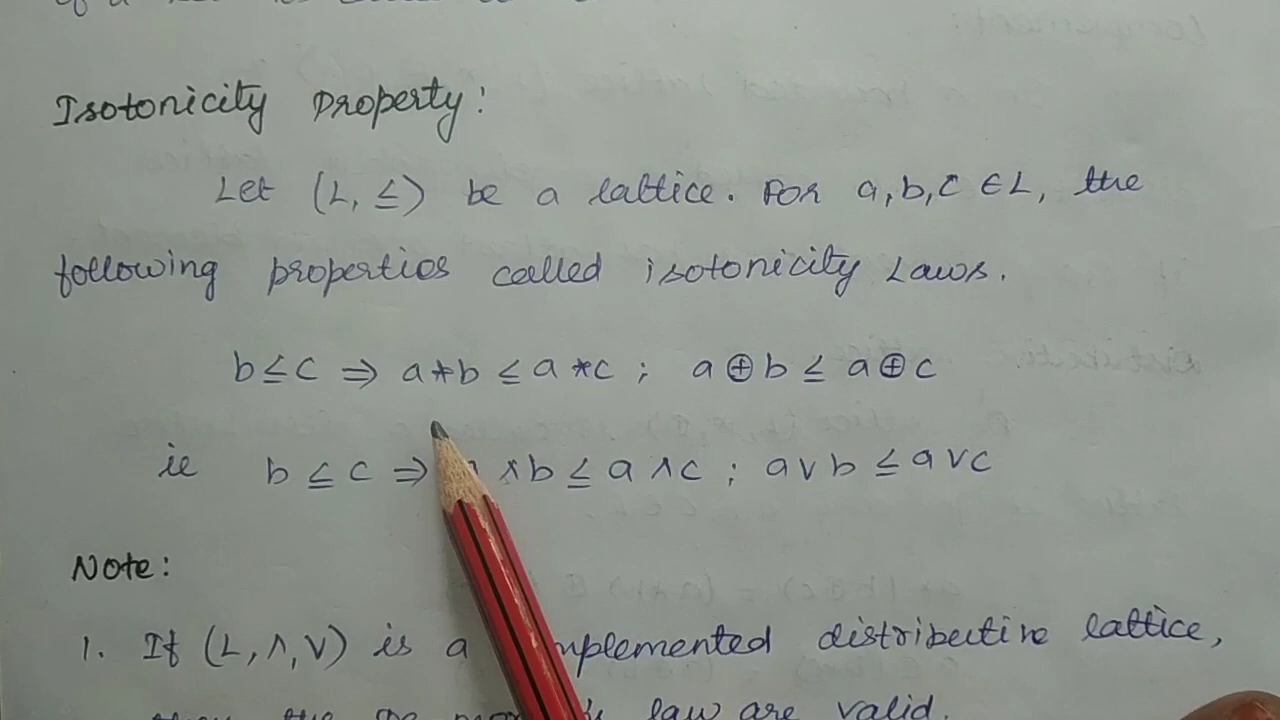 Isotonicity Property:
Let (L, ≤) be a lattice. For a, b, c ∈ L, the
following properties called isotonicity Laws.
b ≤ c ⇒ a * b ≤ a * c ; a ⊕ b ≤ a ⊕ c
ie b ≤ c ⇒ ∧ b ≤ a ∧ c ; a ∨ b ≤ a ∨ c
Note:
1. If (L, ∧, ∨) is a mplemented distributive lattice,
law are valid.